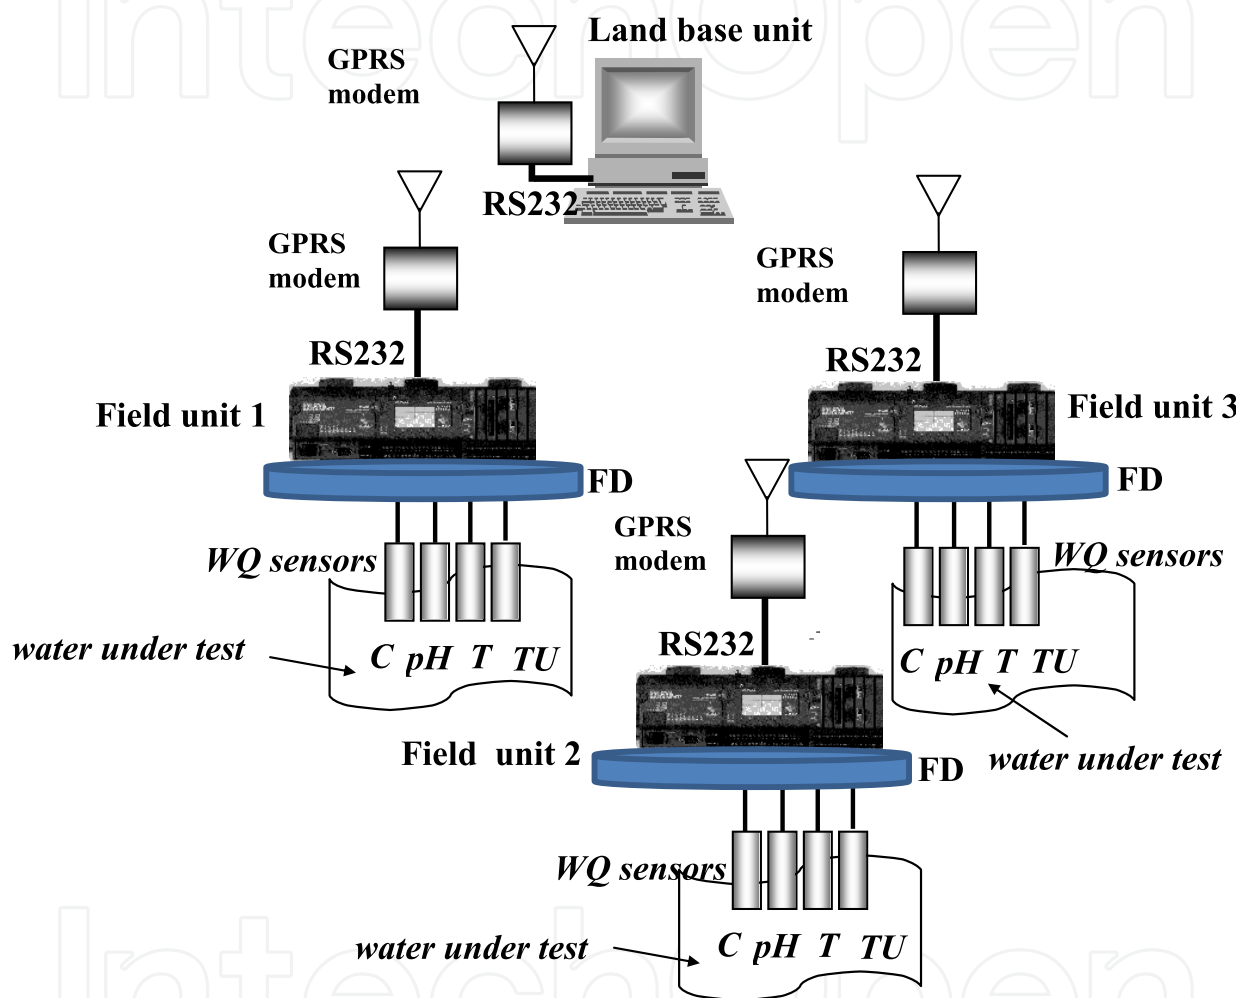 IntechOpen
Land base unit
GPRS
modem
RS232
GPRS
modem
RS232
Field unit 1
FD
WQ sensors
water under test
C pH T TU
GPRS
modem
RS232
Field unit 3
FD
WQ sensors
C pH T TU
water under test
GPRS
modem
RS232
Field unit 2
FD
WQ sensors
water under test
C pH T TU
IntechOpen